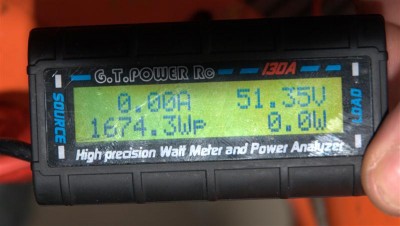 G.T.POWER RC 130A
SOURCE
0.00A 51.35V
1674.3Wp 0.0W
LOAD
High precision Watt Meter and Power Analyzer